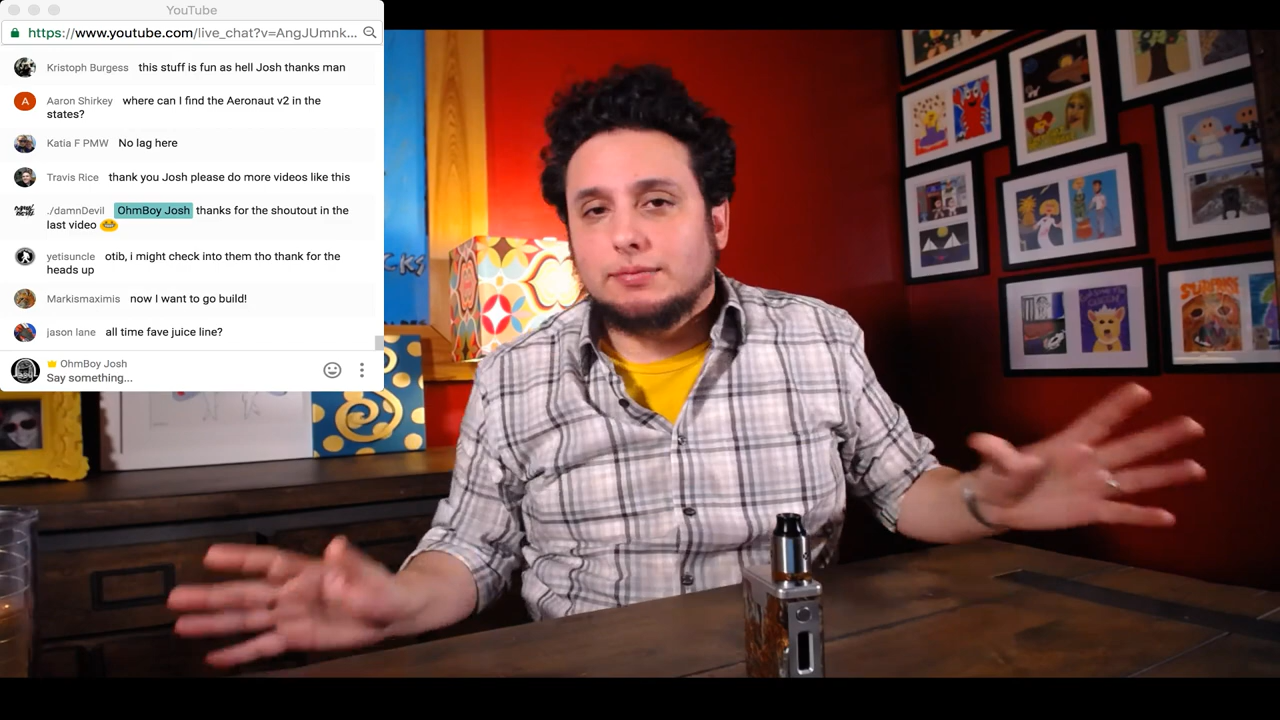 YouTube
https://www.youtube.com/live_chat?v=AngJUmnk...
Kristoph Burgess this stuff is fun as hell Josh thanks man
Aaron Shirkey where can I find the Aeronaut v2 in the
states?
A
Katia F PMW No lag here
Travis Rice thank you Josh please do more videos like this
./damnDevil OhmBoy Josh thanks for the shoutout in the
last video
yetisuncle otib, i might check into them tho thank for the
heads up
Markismaximis now I want to go build!
jason lane all time fave juice line?
OhmBoy Josh
Say something...
CKS
SURPRISE